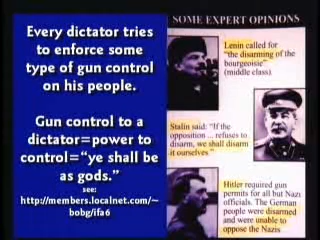 Every dictator tries
to enforce some
type of gun control
on his people.
Gun control to a
dictator=power to
control="ye shall be
as gods."
see:
http://members.localnet.com/~
bobg/ifa6
SOME EXPERT OPINIONS
Lenin called for
"the disarming of the
bourgeoisie"
(middle class).
Stalin said: "If the
opposition ... refuses to
disarm, we shall disarm
it ourselves."
Hitler required gun
permits for all but Nazi
officials. The German
people were disarmed
and were unable to
oppose the Nazis